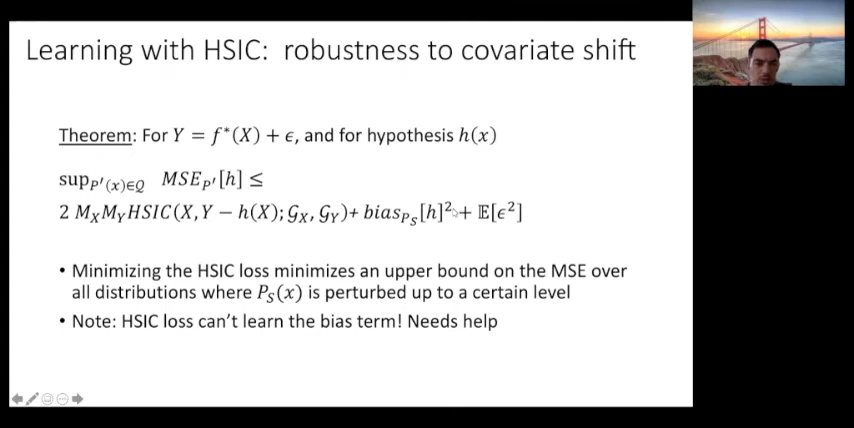 Learning with HSIC: robustness to covariate shift
Theorem: For Y = f*(X) + ϵ, and for hypothesis h(x)
sup_{P′(x)∈Q} MSE_{P′}[h] ≤
2 M_X M_Y HSIC(X, Y − h(X); G_X, G_Y)+ bias_{P_S}[h]² + 𝔼[ϵ²]
• Minimizing the HSIC loss minimizes an upper bound on the MSE over
all distributions where P_S(x) is perturbed up to a certain level
• Note: HSIC loss can't learn the bias term! Needs help